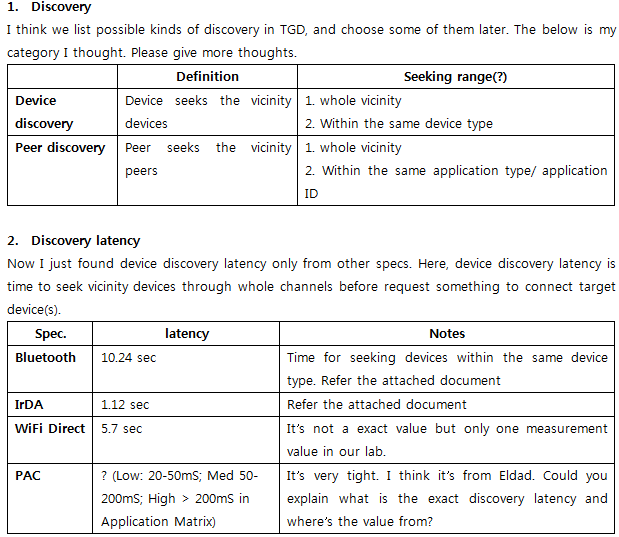 1. Discovery
I think we list possible kinds of discovery in TGD, and choose some of them later. The below is my
category I thought. Please give more thoughts.
Definition Seeking range(?)
Device Device seeks the vicinity 1. whole vicinity
discovery devices 2. Within the same device type
Peer discovery Peer seeks the vicinity 1. whole vicinity
peers 2. Within the same application type/ application
ID
2. Discovery latency
Now I just found device discovery latency only from other specs. Here, device discovery latency is
time to seek vicinity devices through whole channels before request something to connect target
device(s).
Spec. latency Notes
Bluetooth 10.24 sec Time for seeking devices within the same device
type. Refer the attached document
IrDA 1.12 sec Refer the attached document
WiFi Direct 5.7 sec It's not a exact value but only one measurement
value in our lab.
PAC ? (Low: 20-50mS; Med 50- It's very tight. I think it's from Eldad. Could you
200mS; High > 200mS in explain what is the exact discovery latency and
Application Matrix) where's the value from?